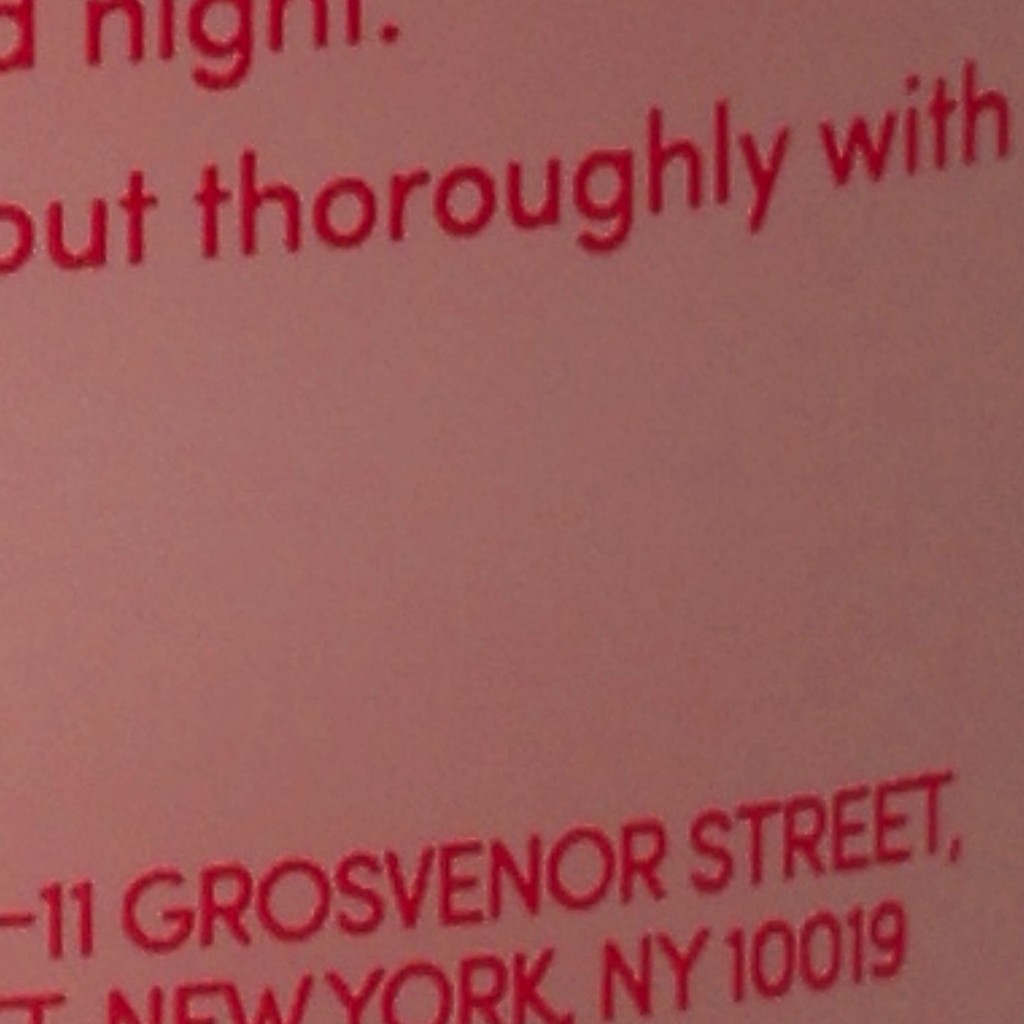 night.
out thoroughly with
-11 GROSVENOR STREET,
NEW YORK, NY 10019